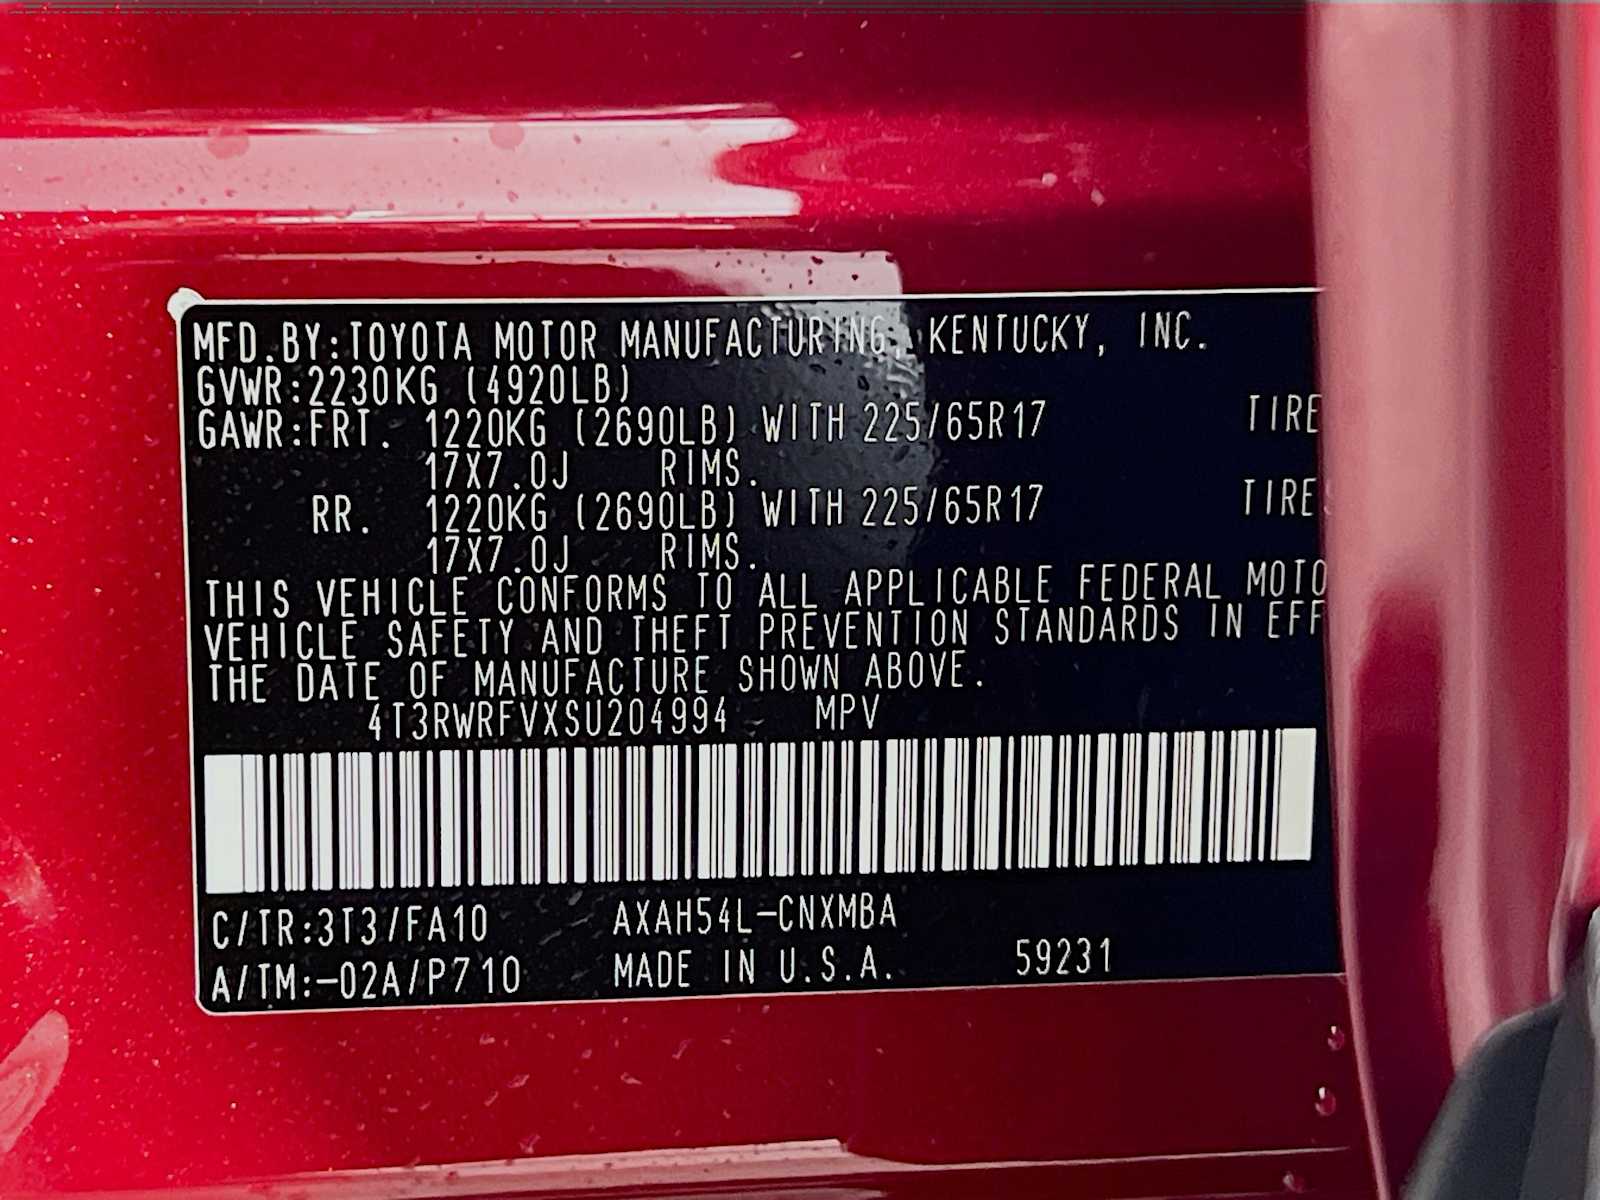 MFD.BY:TOYOTA MOTOR MANUFACTURING, KENTUCKY, INC.
GVWR:2230KG (4920LB)
GAWR:FRT. 1220KG (2690LB) WITH 225/65R17 TIRE
17X7.0J RIMS.
RR. 1220KG (2690LB) WITH 225/65R17 TIRES
17X7.0J RIMS.
THIS VEHICLE CONFORMS TO ALL APPLICABLE FEDERAL MOTO
VEHICLE SAFETY AND THEFT PREVENTION STANDARDS IN EFF
THE DATE OF MANUFACTURE SHOWN ABOVE.
4T3RWRFVXSU204994 MPV
C/TR:3T3/FA10 AXAH54L-CNXMBA
A/TM:-02A/P710 MADE IN U.S.A. 59231